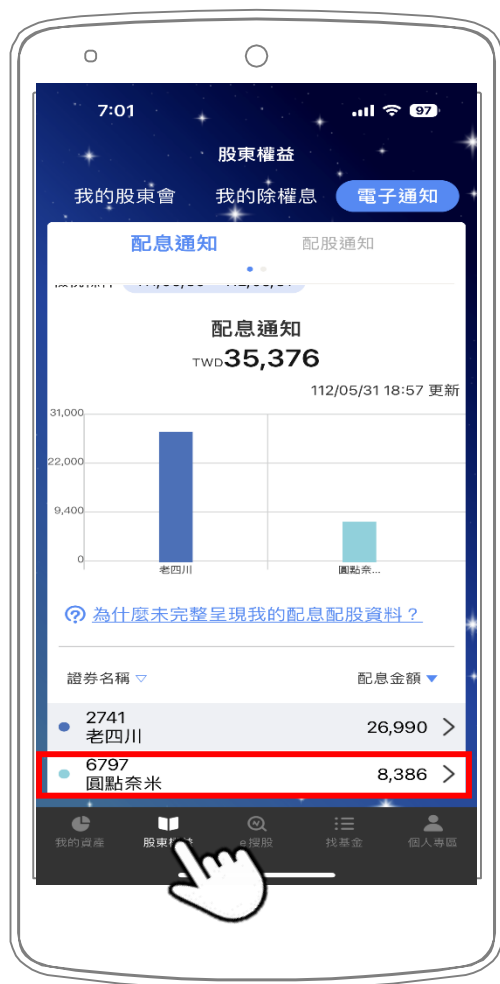 7:01
97
股東權益
我的股東會 我的除權息 電子通知
配息通知 配股通知
配息通知
TWD35,376
112/05/31 18:57 更新
31,000
22,000
9,400
0
老四川 圓點奈...
為什麼未完整呈現我的配息配股資料？
證券名稱 ▽ 配息金額 ▼
2741
老四川
26,990
6797
圓點奈米
8,386
我的資產 股東權益 e搜股 找基金 個人專區